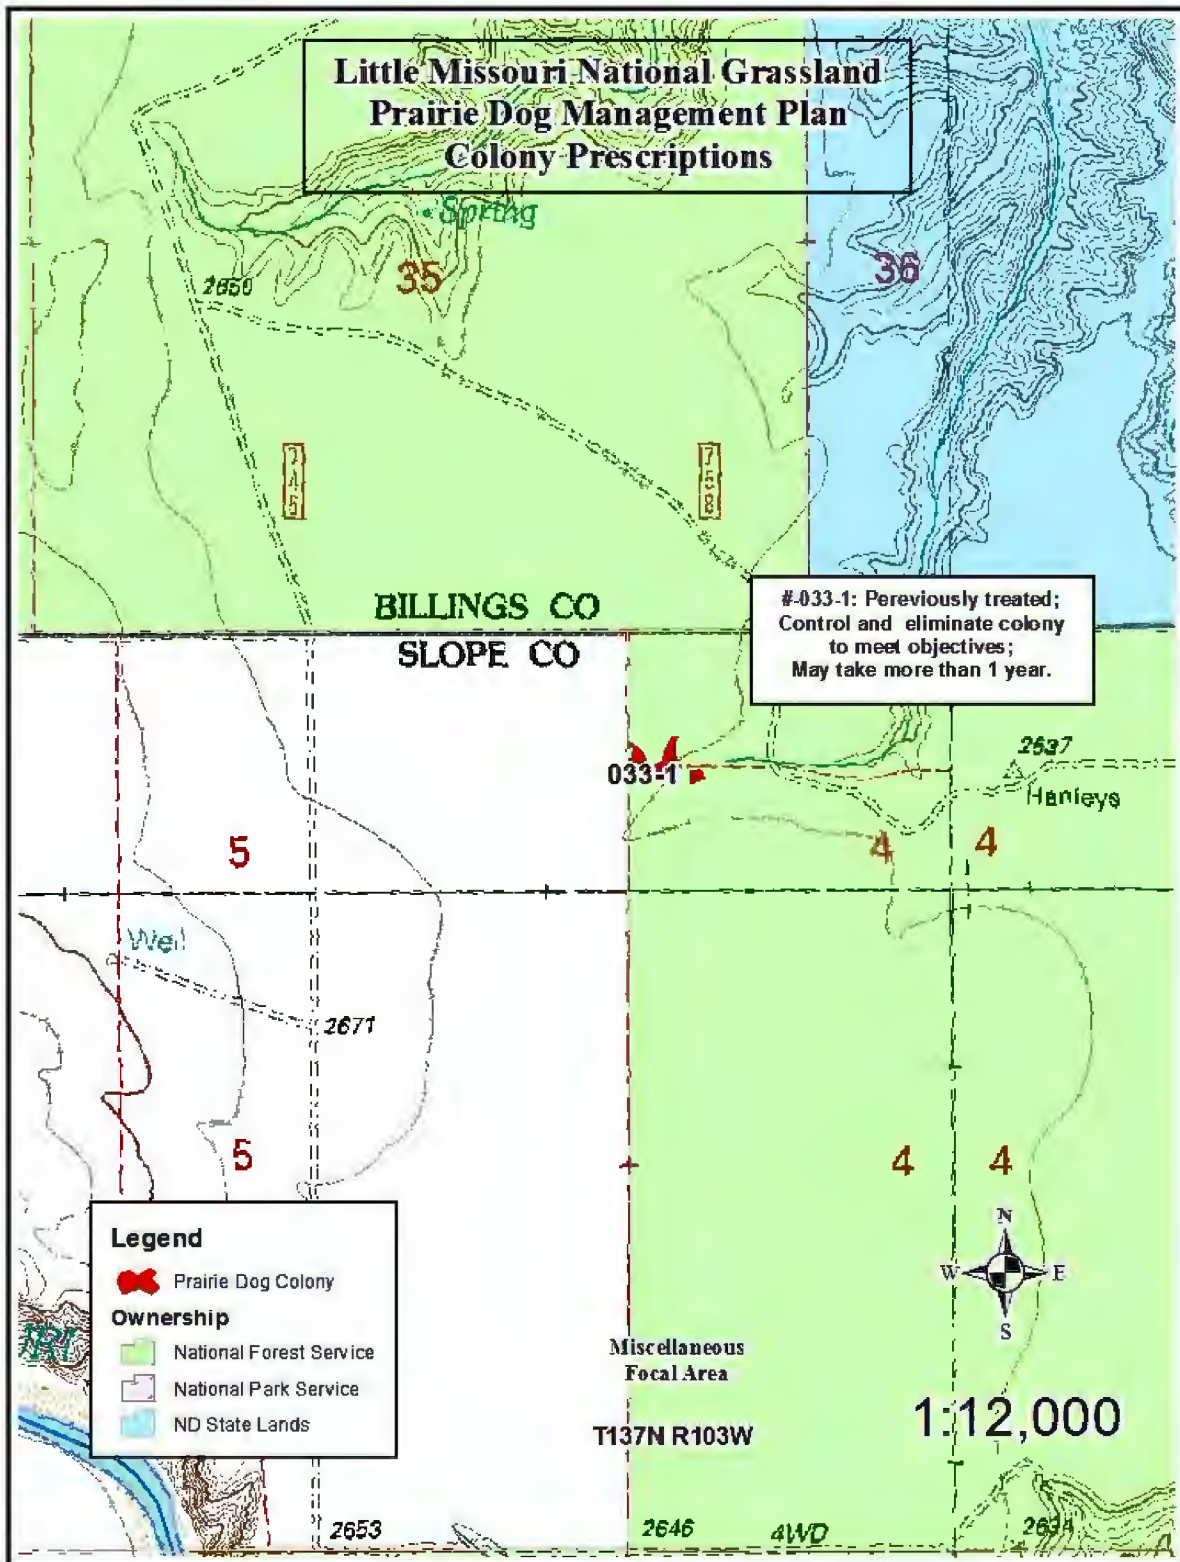 Little Missouri National Grassland
Prairie Dog Management Plan
Colony Prescriptions
Spring
35
36
2650
745
758
BILLINGS CO
SLOPE CO
#-033-1: Pereviously treated;
Control and eliminate colony
to meet objectives;
May take more than 1 year.
033-1
2637
Hanleys
5
4
4
Well
2671
5
4
4
Legend
Prairie Dog Colony
Ownership
National Forest Service
National Park Service
ND State Lands
N
W
E
S
Miscellaneous
Focal Area
T137N R103W
1:12,000
2653
2646
4WD
2634